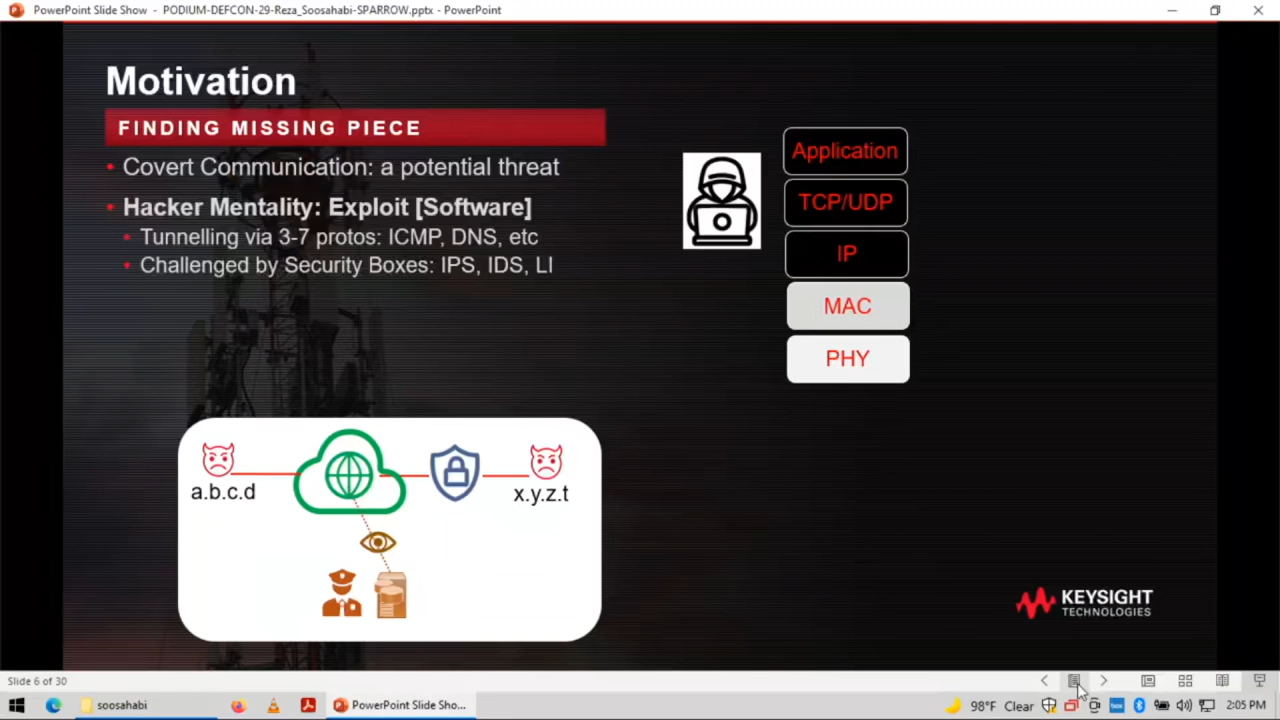 PowerPoint Slide Show - PODIUM-DEFCON-29-Reza_Soosahabi-SPARROW.pptx - PowerPoint
Motivation
FINDING MISSING PIECE
• Covert Communication: a potential threat
• Hacker Mentality: Exploit [Software]
• Tunnelling via 3-7 protos: ICMP, DNS, etc
• Challenged by Security Boxes: IPS, IDS, LI
Application
TCP/UDP
IP
MAC
PHY
a.b.c.d
x.y.z.t
KEYSIGHT
TECHNOLOGIES
Slide 6 of 30
soosahabi
PowerPoint Slide Sho...
98°F Clear
2:05 PM